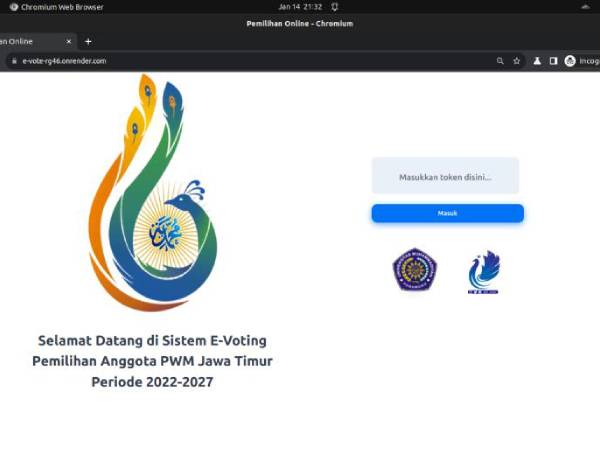 Chromium Web Browser
Jan 14 21:32
Pemilihan Online - Chromium
an Online
e-vote-rg46.onrender.com
Incog
Masukkan token disini...
Masuk
Selamat Datang di Sistem E-Voting
Pemilihan Anggota PWM Jawa Timur
Periode 2022-2027